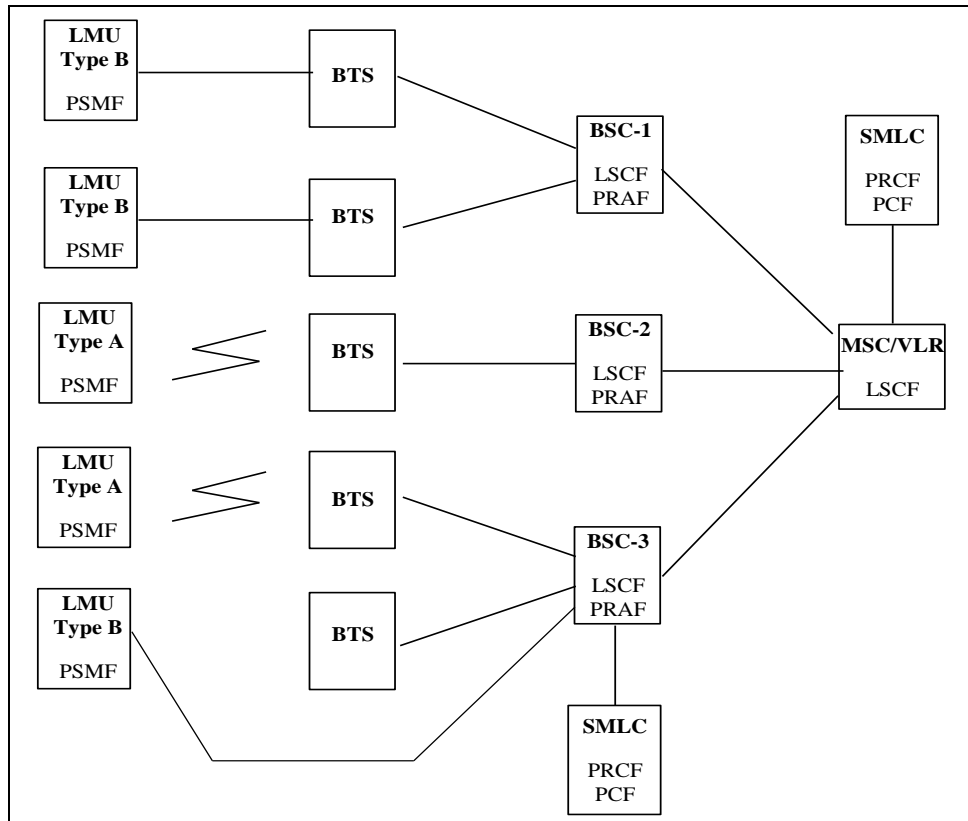 LMU
Type B
PSMF
BTS
BSC-1
LSCF
PRAF
SMLC
PRCF
PCF
LMU
Type B
PSMF
BTS
LMU
Type A
PSMF
BTS
BSC-2
LSCF
PRAF
MSC/VLR
LSCF
LMU
Type A
PSMF
BTS
BSC-3
LSCF
PRAF
LMU
Type B
PSMF
BTS
SMLC
PRCF
PCF